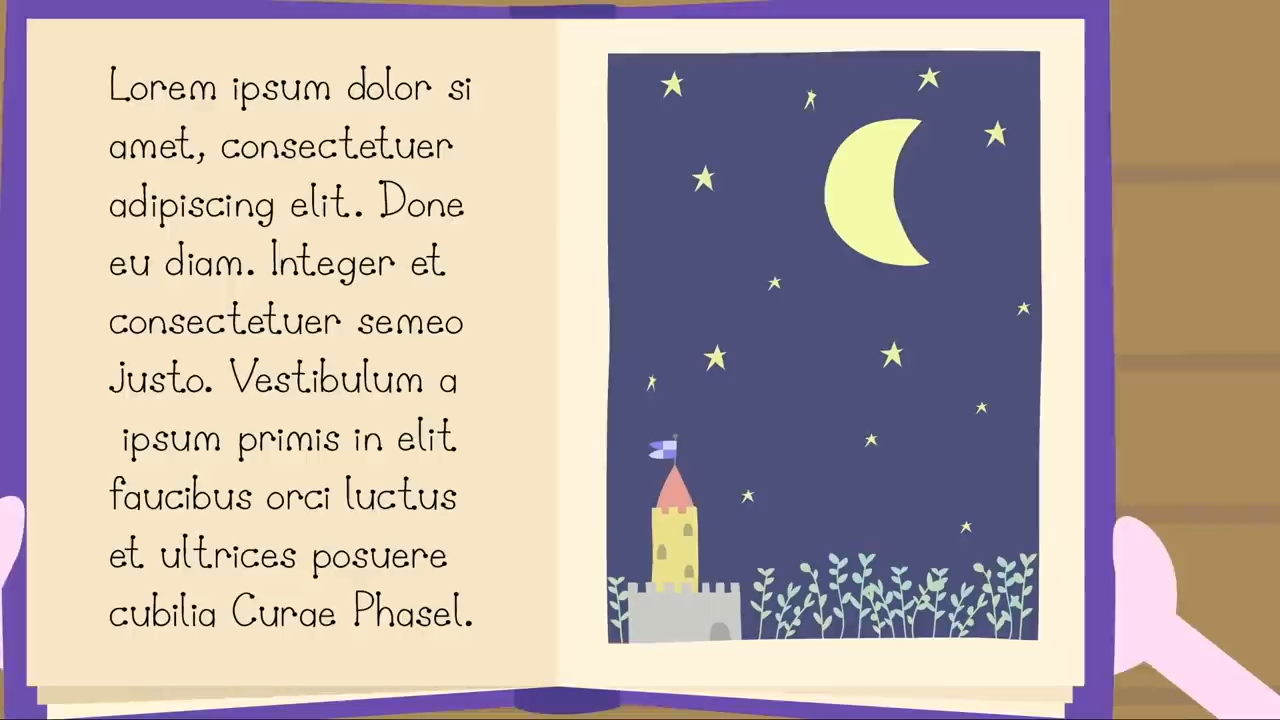 Lorem ipsum dolor si
amet, consectetuer
adipiscing elit. Done
eu diam. Integer et
consectetuer semeo
justo. Vestibulum a
ipsum primis in elit
faucibus orci luctus
et ultrices posuere
cubilia Curae Phasel.